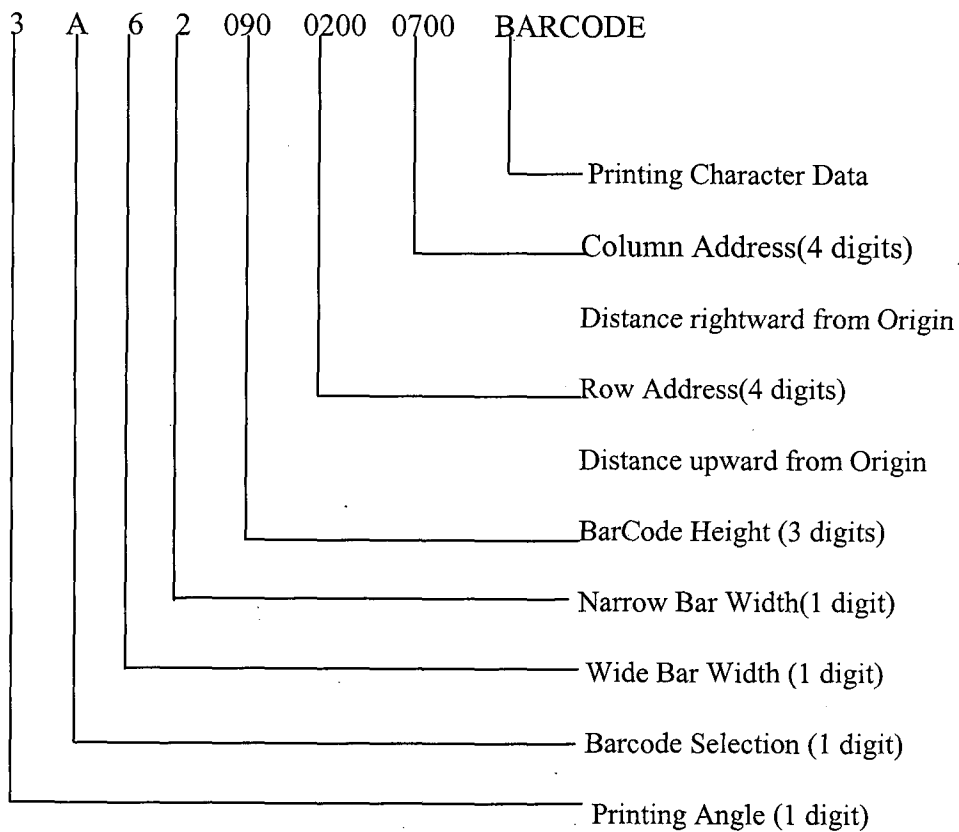 3 A 6 2 090 0200 0700 BARCODE
Printing Character Data
Column Address(4 digits)
Distance rightward from Origin
Row Address(4 digits)
Distance upward from Origin
BarCode Height (3 digits)
Narrow Bar Width(1 digit)
Wide Bar Width (1 digit)
Barcode Selection (1 digit)
Printing Angle (1 digit)